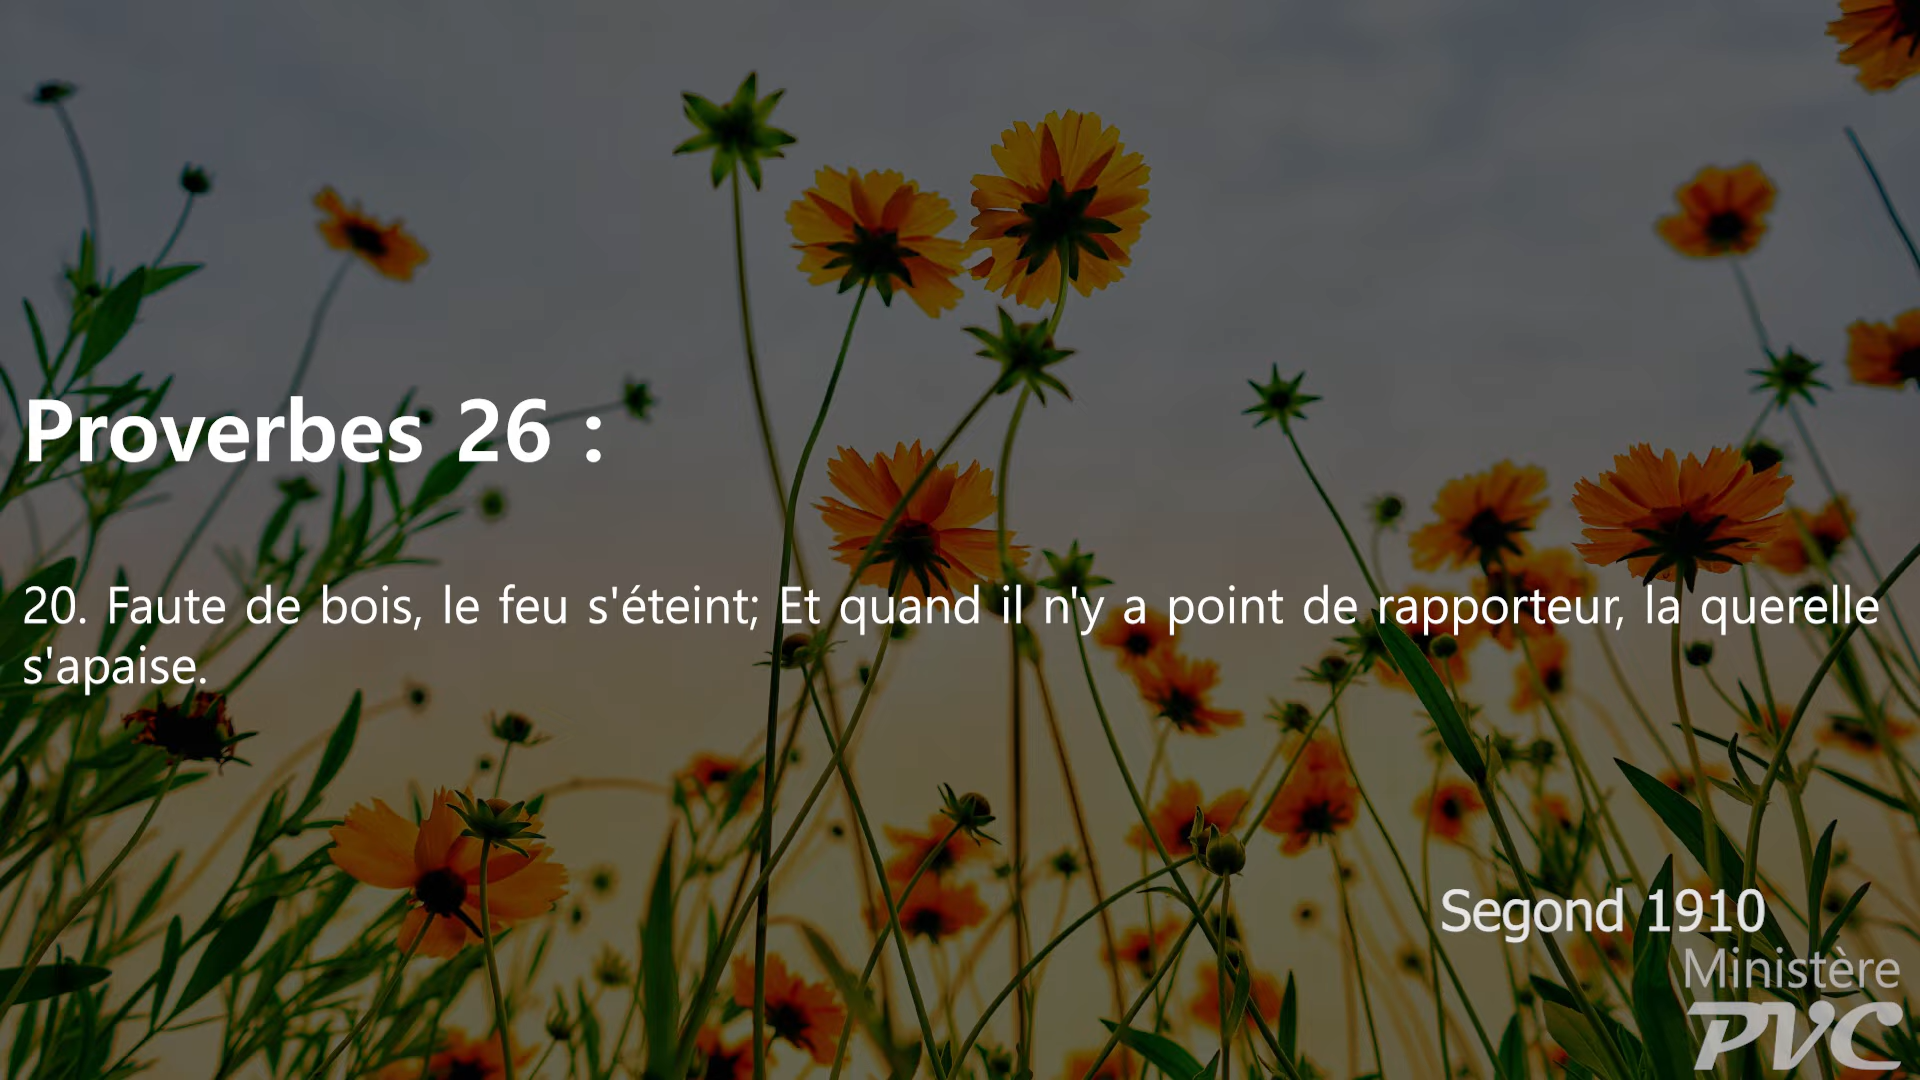 Proverbes 26 :
20. Faute de bois, le feu s'éteint; Et quand il n'y a point de rapporteur, la querelle
s'apaise.
Segond 1910
Ministère
PVC